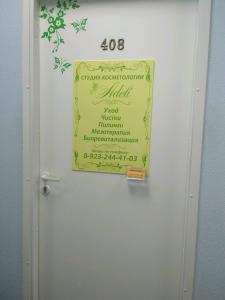 408
СТУДИЯ КОСМЕТОЛОГИИ
Adeli
Уход
Чистки
Пилинги
Мезотерапия
Биоревитализация
8-923-244-41-03